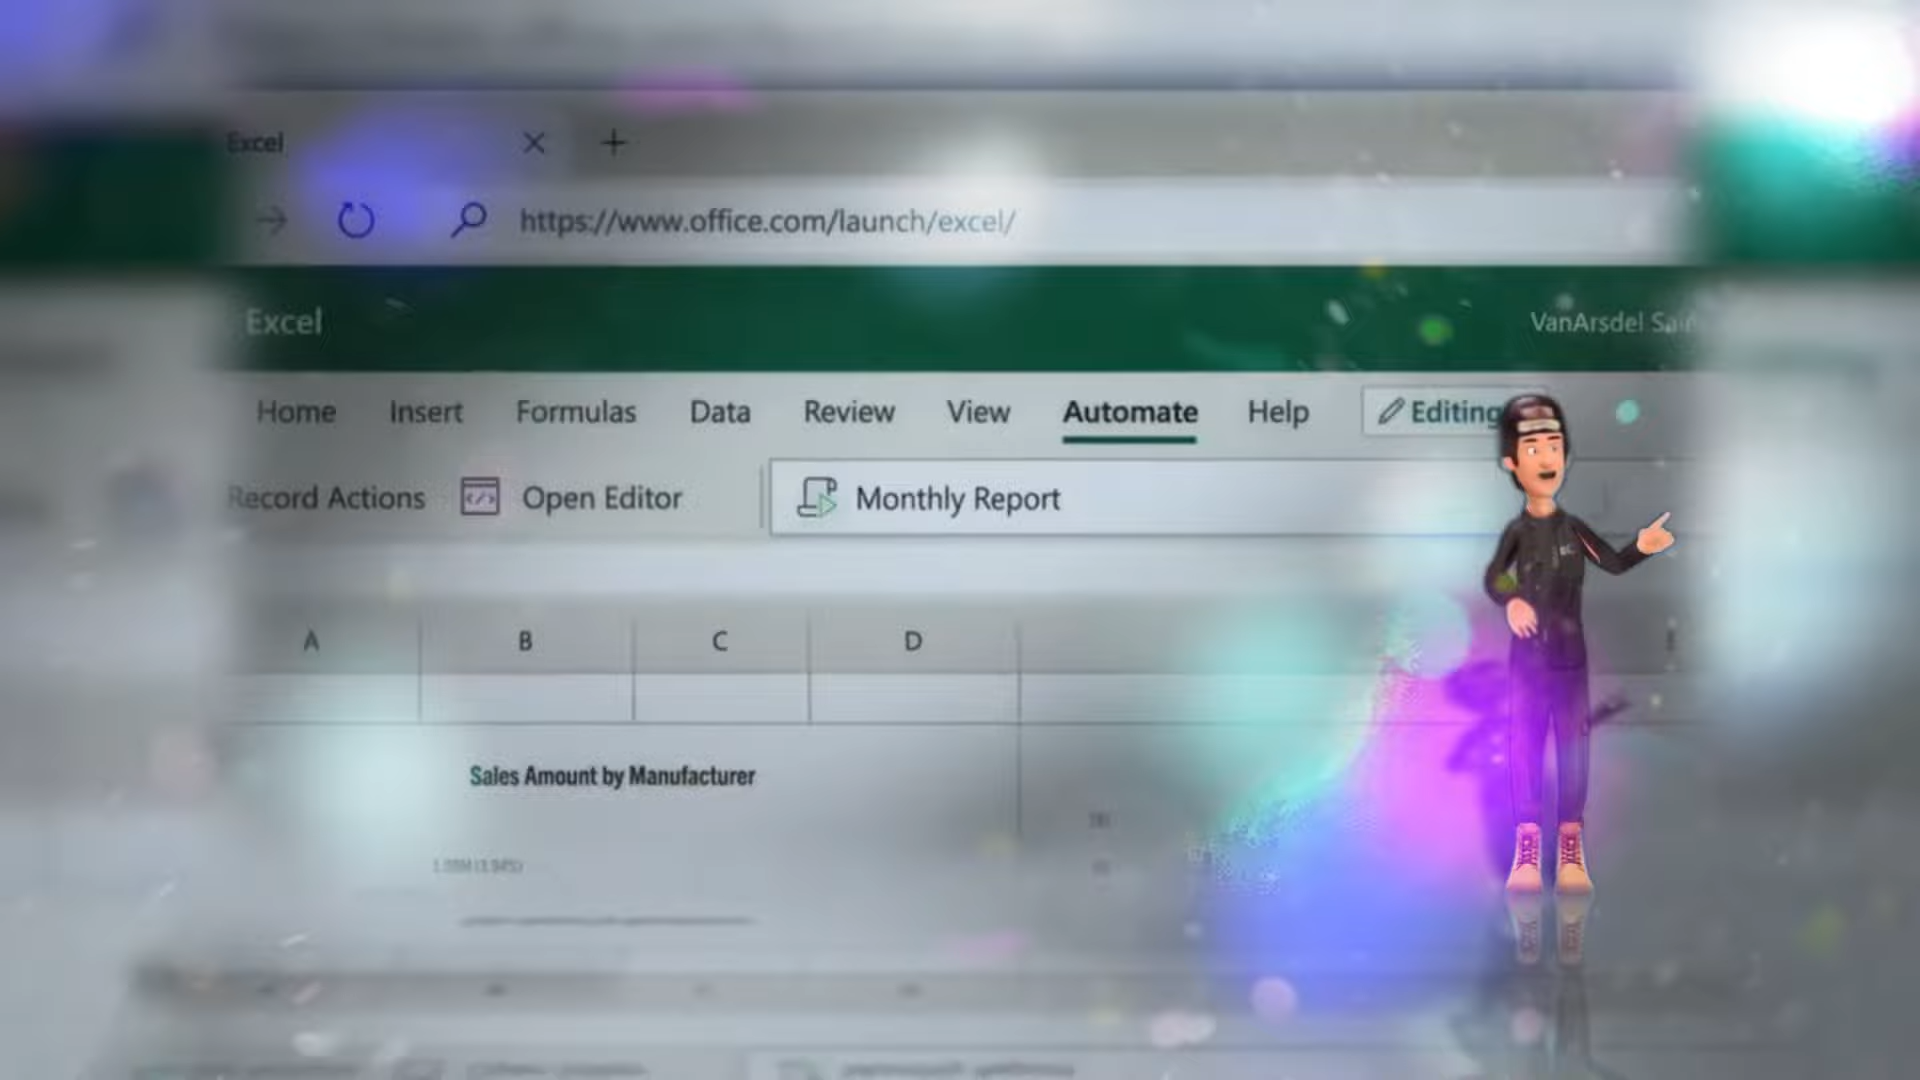 Excel
https://www.office.com/launch/excel/
Excel VanArsdel
Home Insert Formulas Data Review View Automate Help Editing
Record Actions Open Editor Monthly Report
A B C D
Sales Amount by Manufacturer